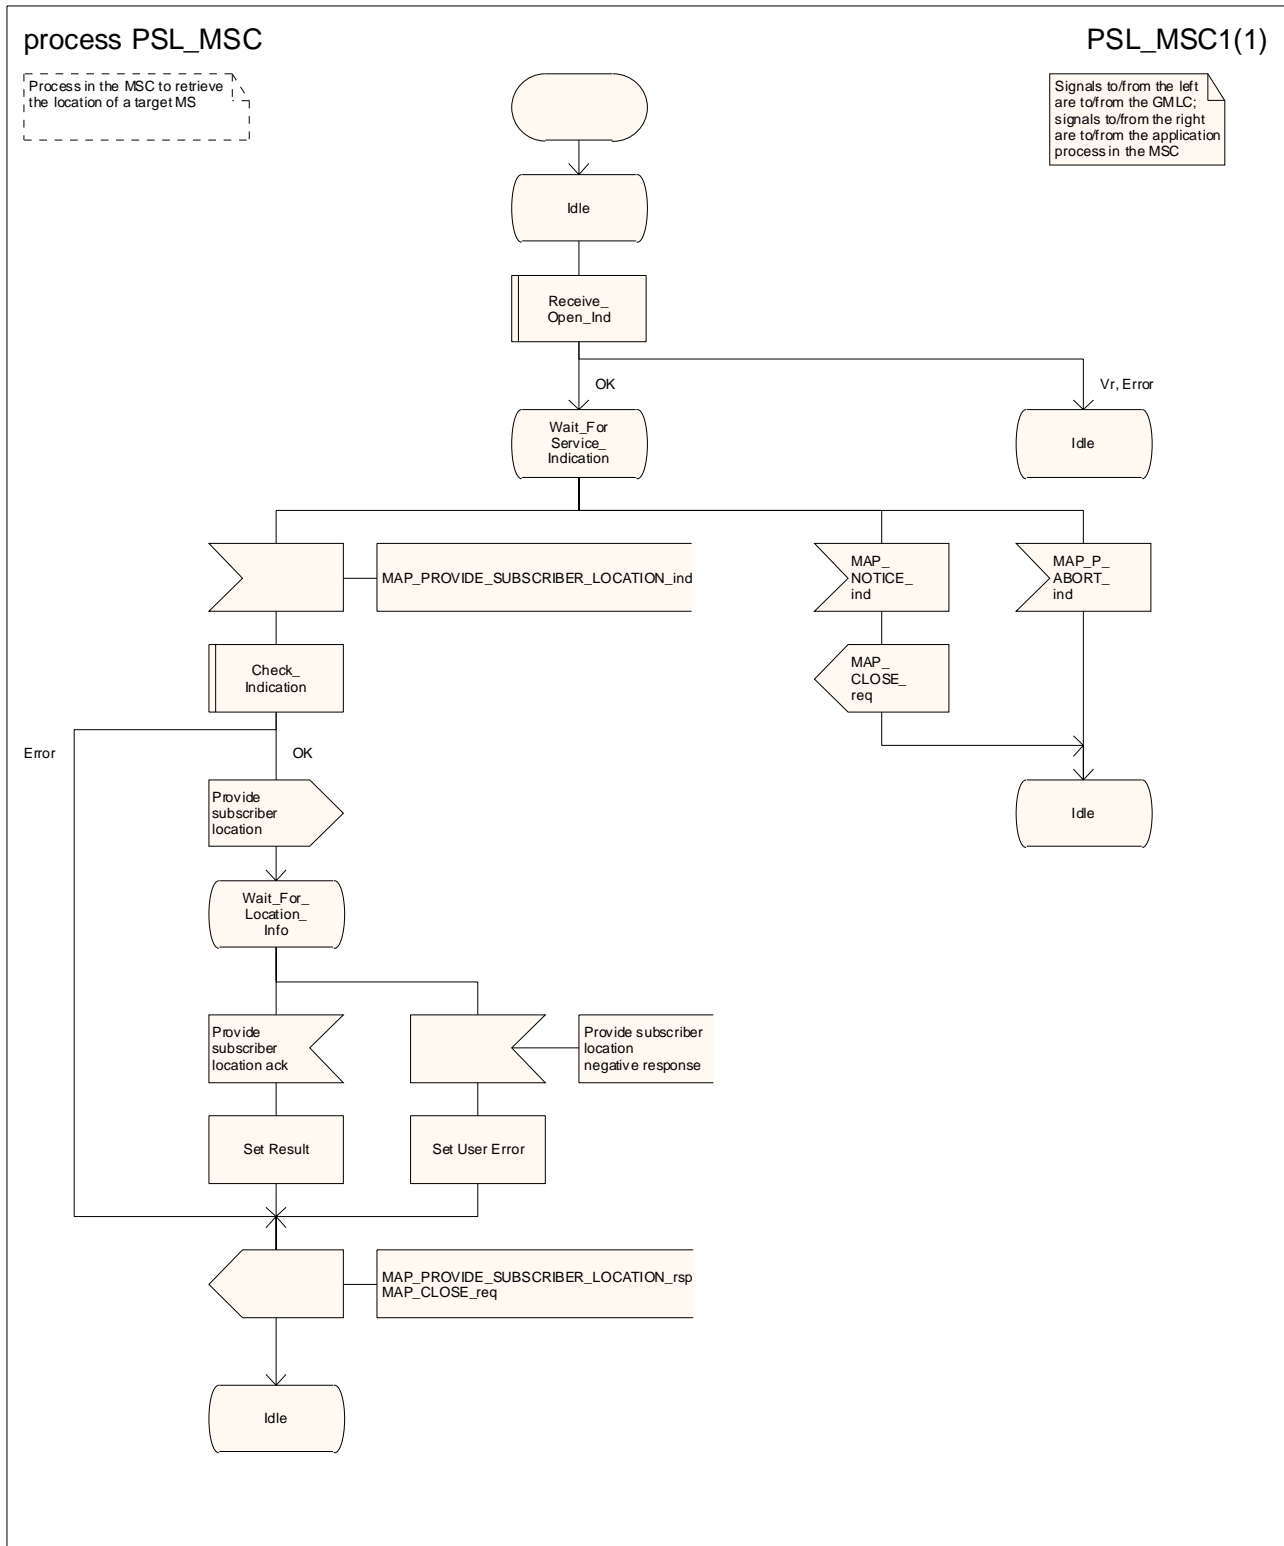 process PSL_MSC
PSL_MSC1(1)
Process in the MSC to retrieve
the location of a target MS
Signals to/from the left
are to/from the GMLC;
signals to/from the right
are to/from the application
process in the MSC
Idle
Receive_
Open_Ind
OK
Vr, Error
Wait_For
Service_
Indication
Idle
MAP_PROVIDE_SUBSCRIBER_LOCATION_ind
MAP_
NOTICE_
ind
MAP_P_
ABORT_
ind
Check_
Indication
MAP_
CLOSE_
req
Error
OK
Provide
subscriber
location
Idle
Wait_For_
Location_
Info
Provide
subscriber
location ack
Provide subscriber
location
negative response
Set Result
Set User Error
MAP_PROVIDE_SUBSCRIBER_LOCATION_rsp
MAP_CLOSE_req
Idle